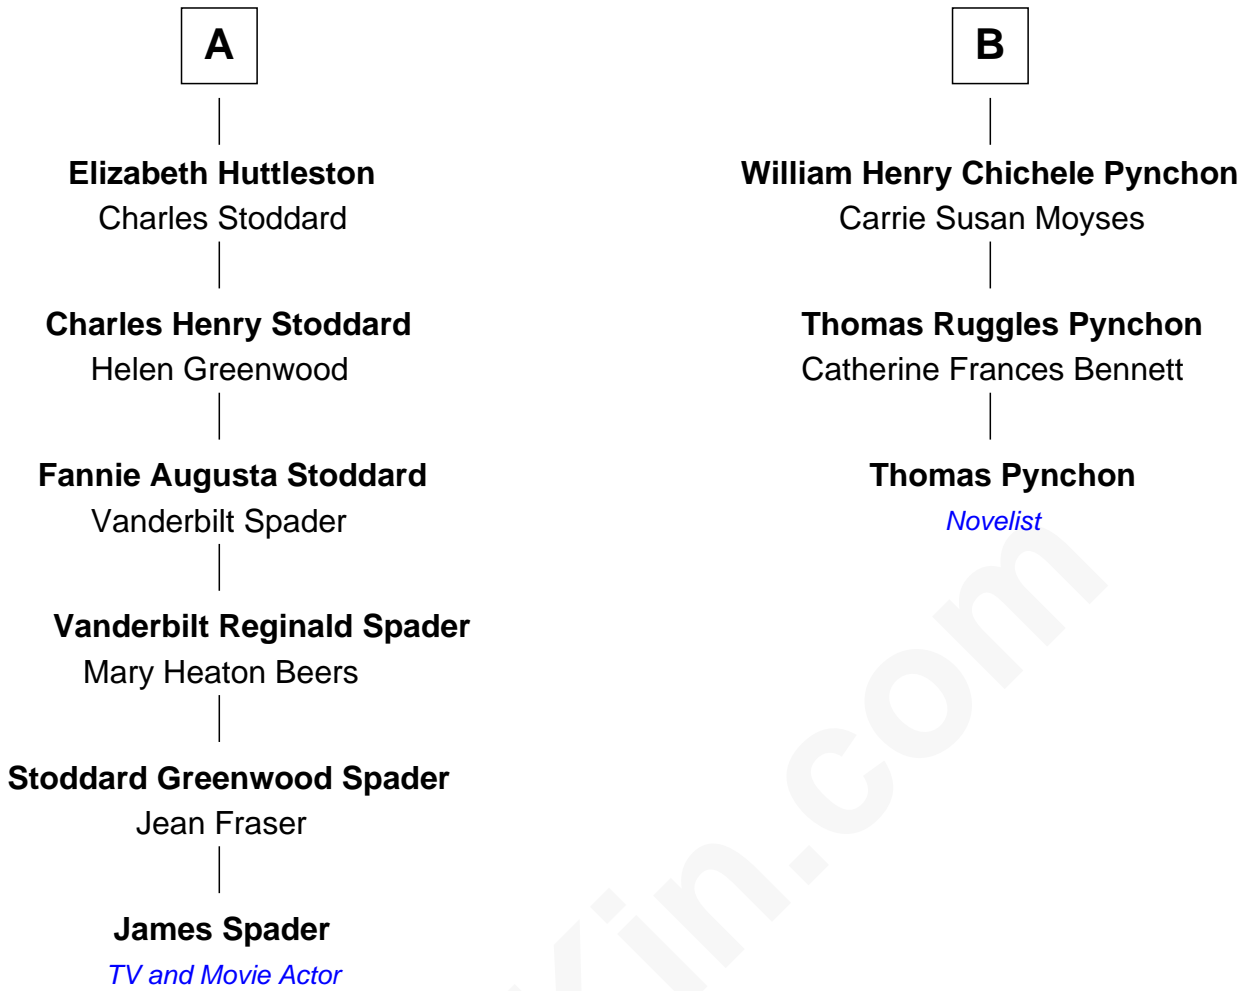 A
B
Elizabeth Huttleston
Charles Stoddard
Charles Henry Stoddard
Helen Greenwood
Fannie Augusta Stoddard
Vanderbilt Spader
Vanderbilt Reginald Spader
Mary Heaton Beers
Stoddard Greenwood Spader
Jean Fraser
James Spader
TV and Movie Actor
William Henry Chichele Pynchon
Carrie Susan Moyses
Thomas Ruggles Pynchon
Catherine Frances Bennett
Thomas Pynchon
Novelist